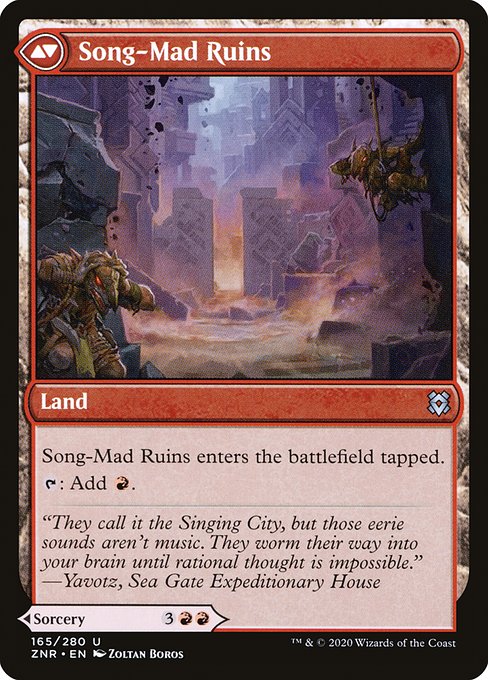 Song-Mad Ruins
Land
Song-Mad Ruins enters the battlefield tapped.
: Add .
“They call it the Singing City, but those eerie
sounds aren’t music. They worm their way into
your brain until rational thought is impossible.”
—Yavotz, Sea Gate Expeditionary House
Sorcery 3
165/280 U
ZNR • EN Zoltan Boros
™ & © 2020 Wizards of the Coast